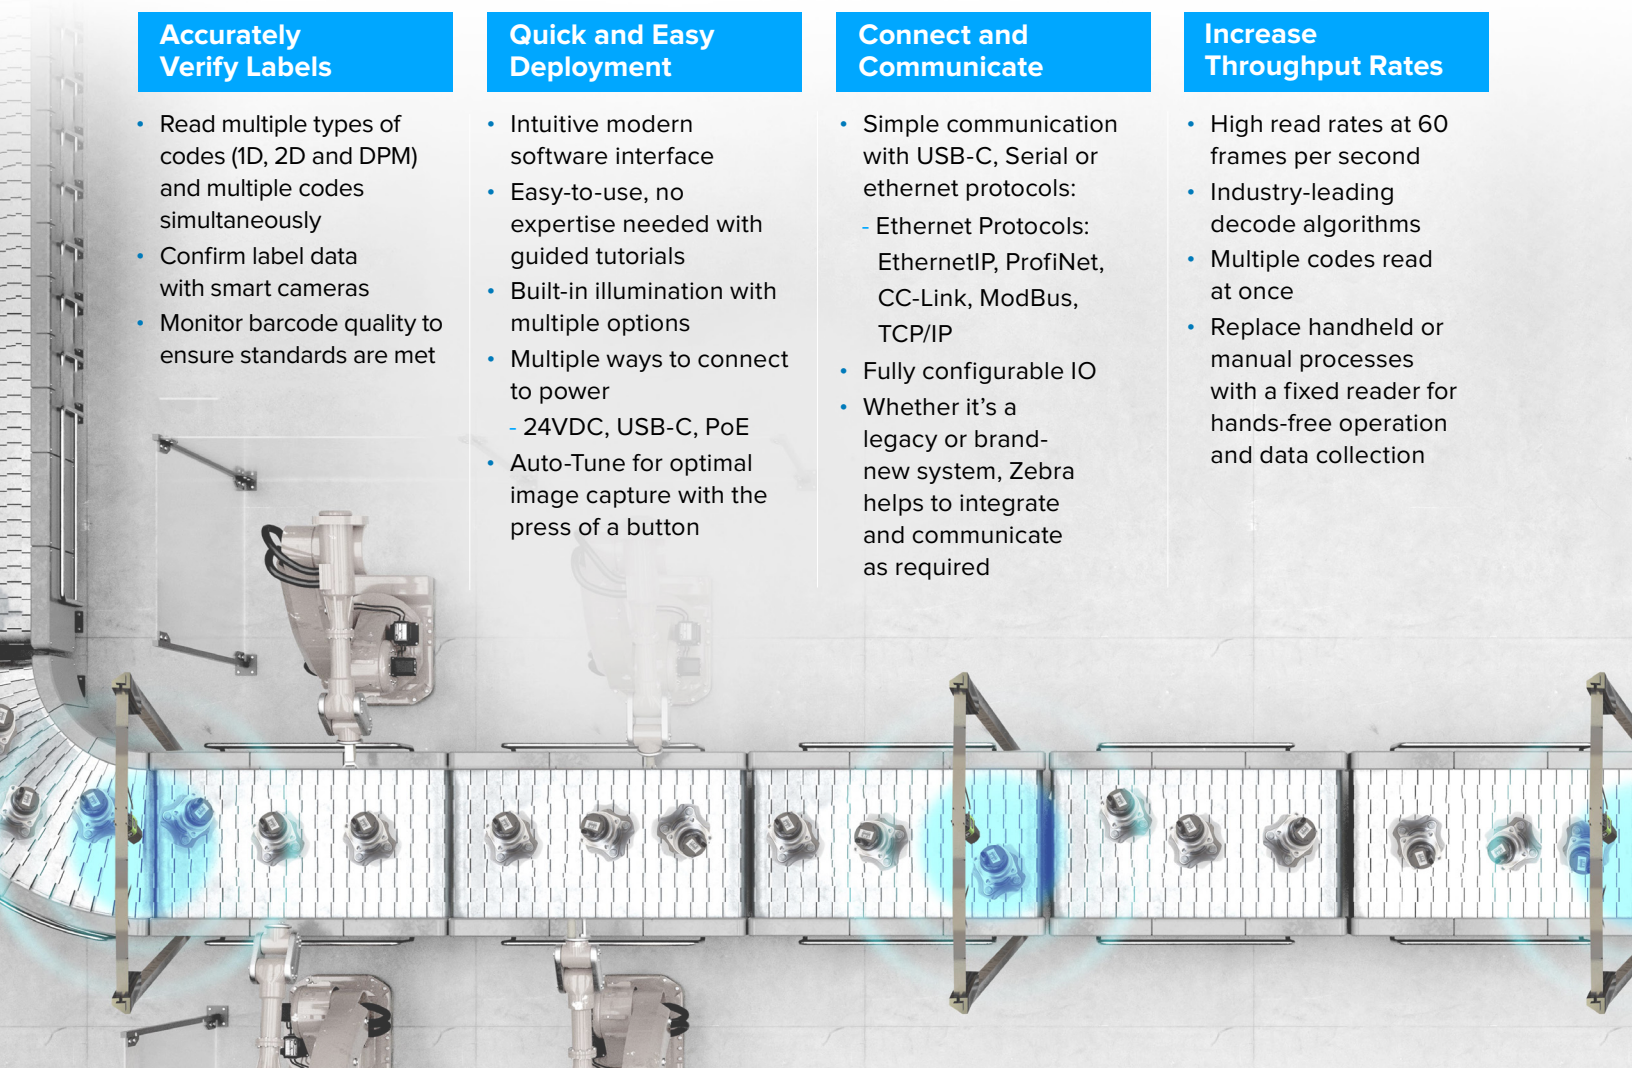 Accurately
Verify Labels
• Read multiple types of
codes (1D, 2D and DPM)
and multiple codes
simultaneously
• Confirm label data
with smart cameras
• Monitor barcode quality to
ensure standards are met
Quick and Easy
Deployment
• Intuitive modern
software interface
• Easy-to-use, no
expertise needed with
guided tutorials
• Built-in illumination with
multiple options
• Multiple ways to connect
to power
- 24VDC, USB-C, PoE
• Auto-Tune for optimal
image capture with the
press of a button
Connect and
Communicate
• Simple communication
with USB-C, Serial or
ethernet protocols:
- Ethernet Protocols:
EthernetIP, ProfiNet,
CC-Link, ModBus,
TCP/IP
• Fully configurable IO
• Whether it’s a
legacy or brand-
new system, Zebra
helps to integrate
and communicate
as required
Increase
Throughput Rates
• High read rates at 60
frames per second
• Industry-leading
decode algorithms
• Multiple codes read
at once
• Replace handheld or
manual processes
with a fixed reader for
hands-free operation
and data collection